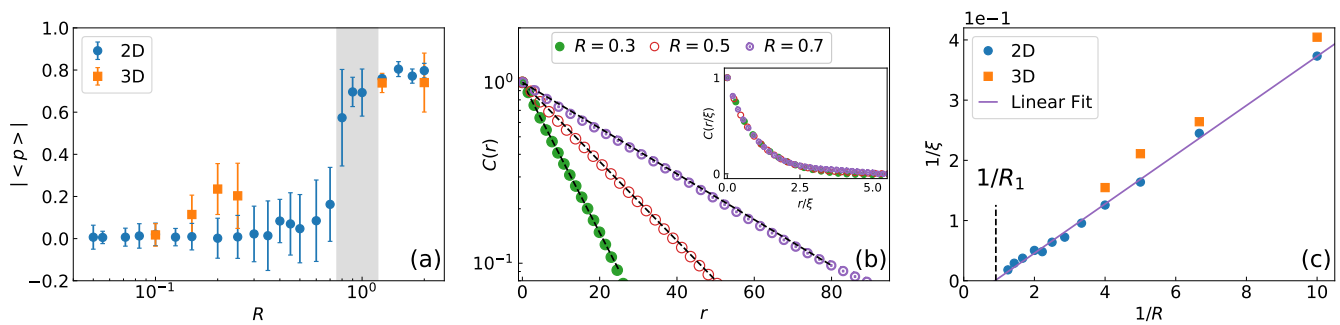 1.0
0.8
0.6
0.4
0.2
0.0
−0.2
| < p > |
2D
3D
(a)
10⁻¹
10⁰
R
R = 0.3
R = 0.5
R = 0.7
10⁰
10⁻¹
C(r)
1
0
C(r/ξ)
0.0
2.5
5.0
r/ξ
(b)
0
20
40
60
80
r
1e−1
4
3
2
1
0
1/ξ
2D
3D
Linear Fit
1/R₁
(c)
0
2
4
6
8
10
1/R